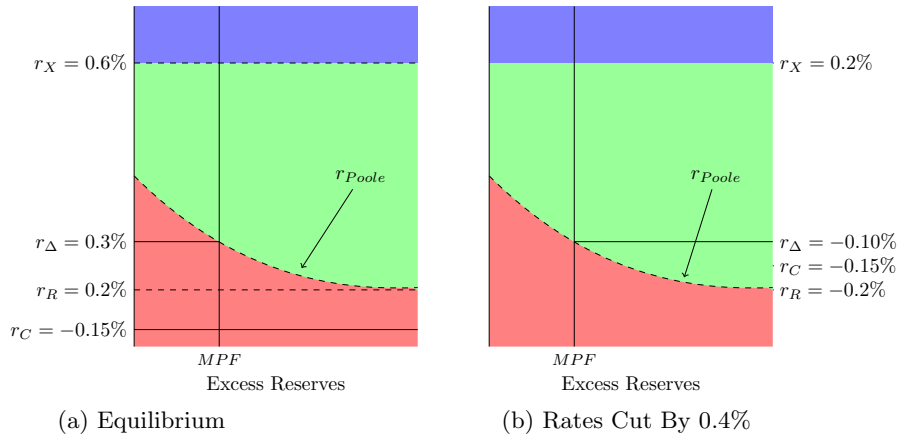 r_X = 0.6%
r_Poole
r_Δ = 0.3%
r_R = 0.2%
r_C = −0.15%
MPF
Excess Reserves
(a) Equilibrium
r_X = 0.2%
r_Poole
r_Δ = −0.10%
r_C = −0.15%
r_R = −0.2%
MPF
Excess Reserves
(b) Rates Cut By 0.4%